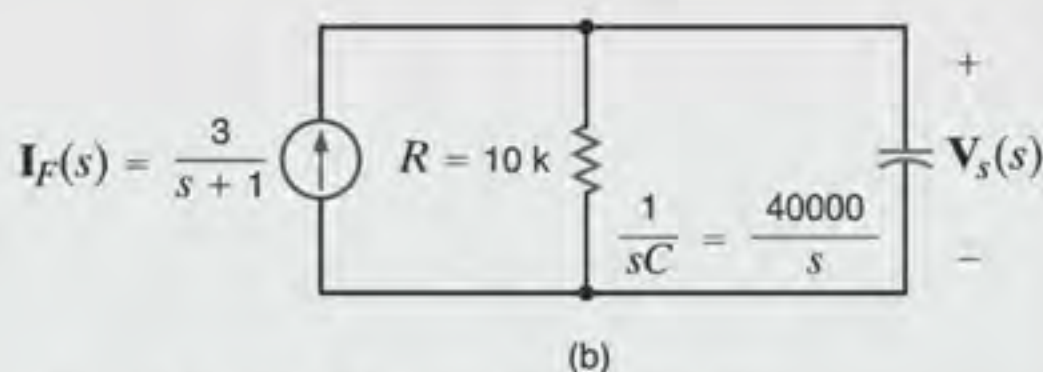 I_F(s) = 3/(s + 1)
R = 10 k
1/(sC) = 40000/s
+
V_s(s)
−
(b)